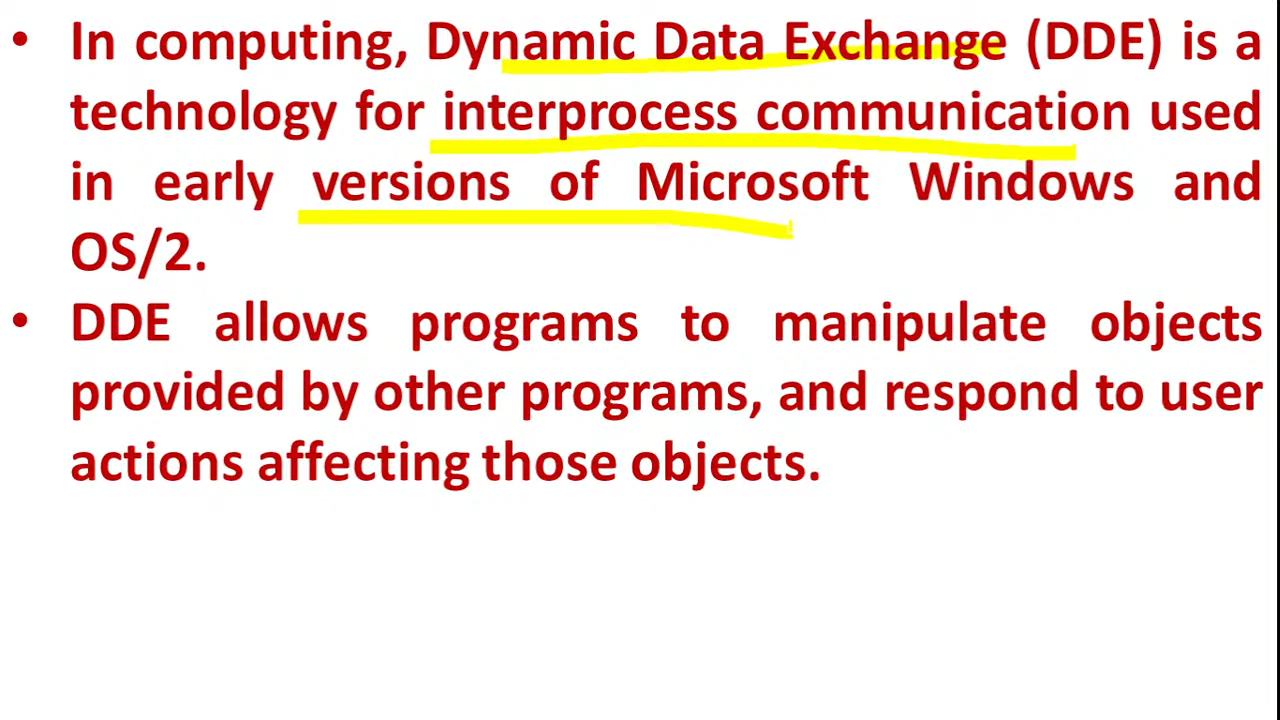 • In computing, Dynamic Data Exchange (DDE) is a
technology for interprocess communication used
in early versions of Microsoft Windows and
OS/2.
• DDE allows programs to manipulate objects
provided by other programs, and respond to user
actions affecting those objects.